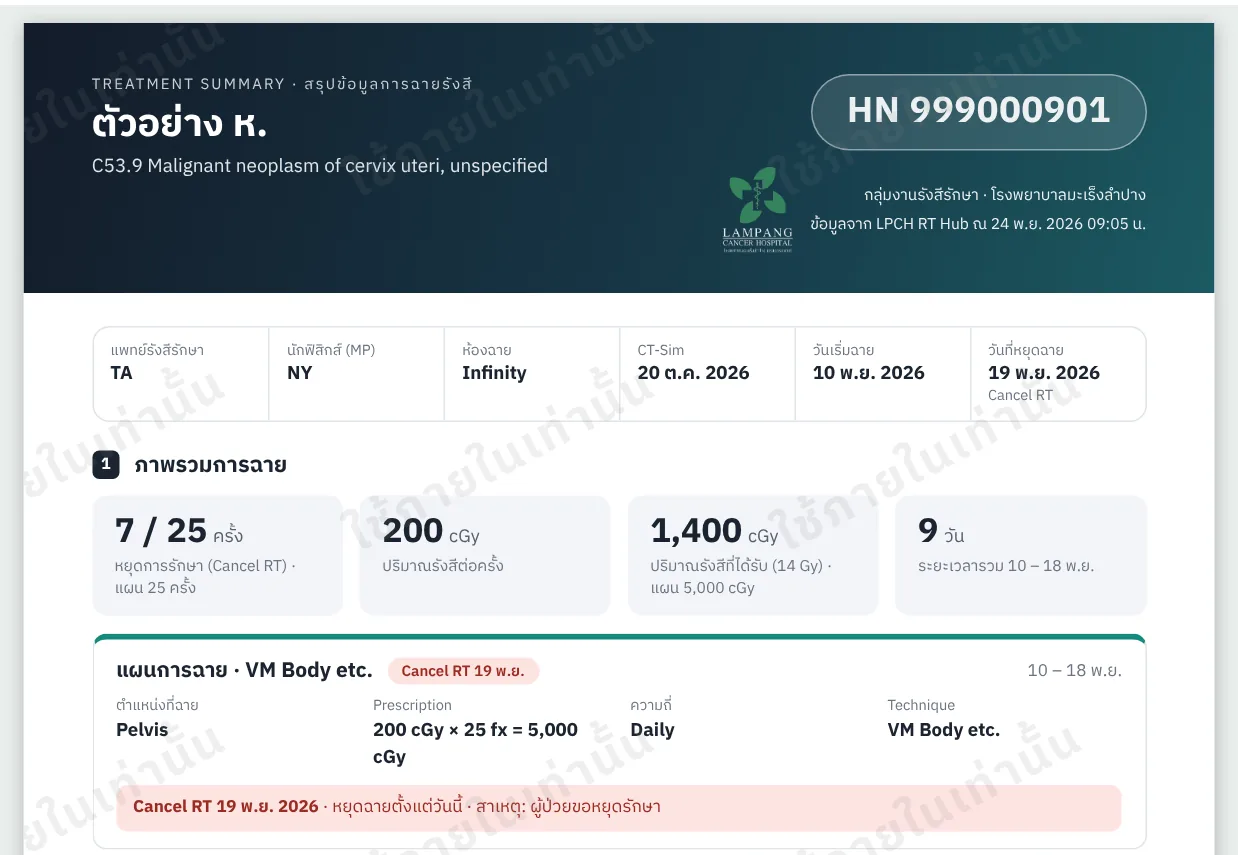 TREATMENT SUMMARY · สรุปข้อมูลการฉายรังสี
ตัวอย่าง ห.
C53.9 Malignant neoplasm of cervix uteri, unspecified
HN 999000901
LAMPANG
CANCER HOSPITAL
กลุ่มงานรังสีรักษา · โรงพยาบาลมะเร็งลำปาง
ข้อมูลจาก LPCH RT Hub ณ 24 พ.ย. 2026 09:05 น.
แพทย์รังสีรักษา
TA
นักฟิสิกส์ (MP)
NY
ห้องฉาย
Infinity
CT-Sim
20 ต.ค. 2026
วันเริ่มฉาย
10 พ.ย. 2026
วันที่หยุดฉาย
19 พ.ย. 2026
Cancel RT
1 ภาพรวมการฉาย
7 / 25 ครั้ง
หยุดการรักษา (Cancel RT) ·
แผน 25 ครั้ง
200 cGy
ปริมาณรังสีต่อครั้ง
1,400 cGy
ปริมาณรังสีที่ได้รับ (14 Gy) ·
แผน 5,000 cGy
9 วัน
ระยะเวลารวม 10 – 18 พ.ย.
แผนการฉาย · VM Body etc. Cancel RT 19 พ.ย. 10 – 18 พ.ย.
ตำแหน่งที่ฉาย
Pelvis
Prescription
200 cGy × 25 fx = 5,000
cGy
ความถี่
Daily
Technique
VM Body etc.
Cancel RT 19 พ.ย. 2026 · หยุดฉายตั้งแต่วันนี้ · สาเหตุ: ผู้ป่วยขอหยุดรักษา
ใช้ภายในเท่านั้น